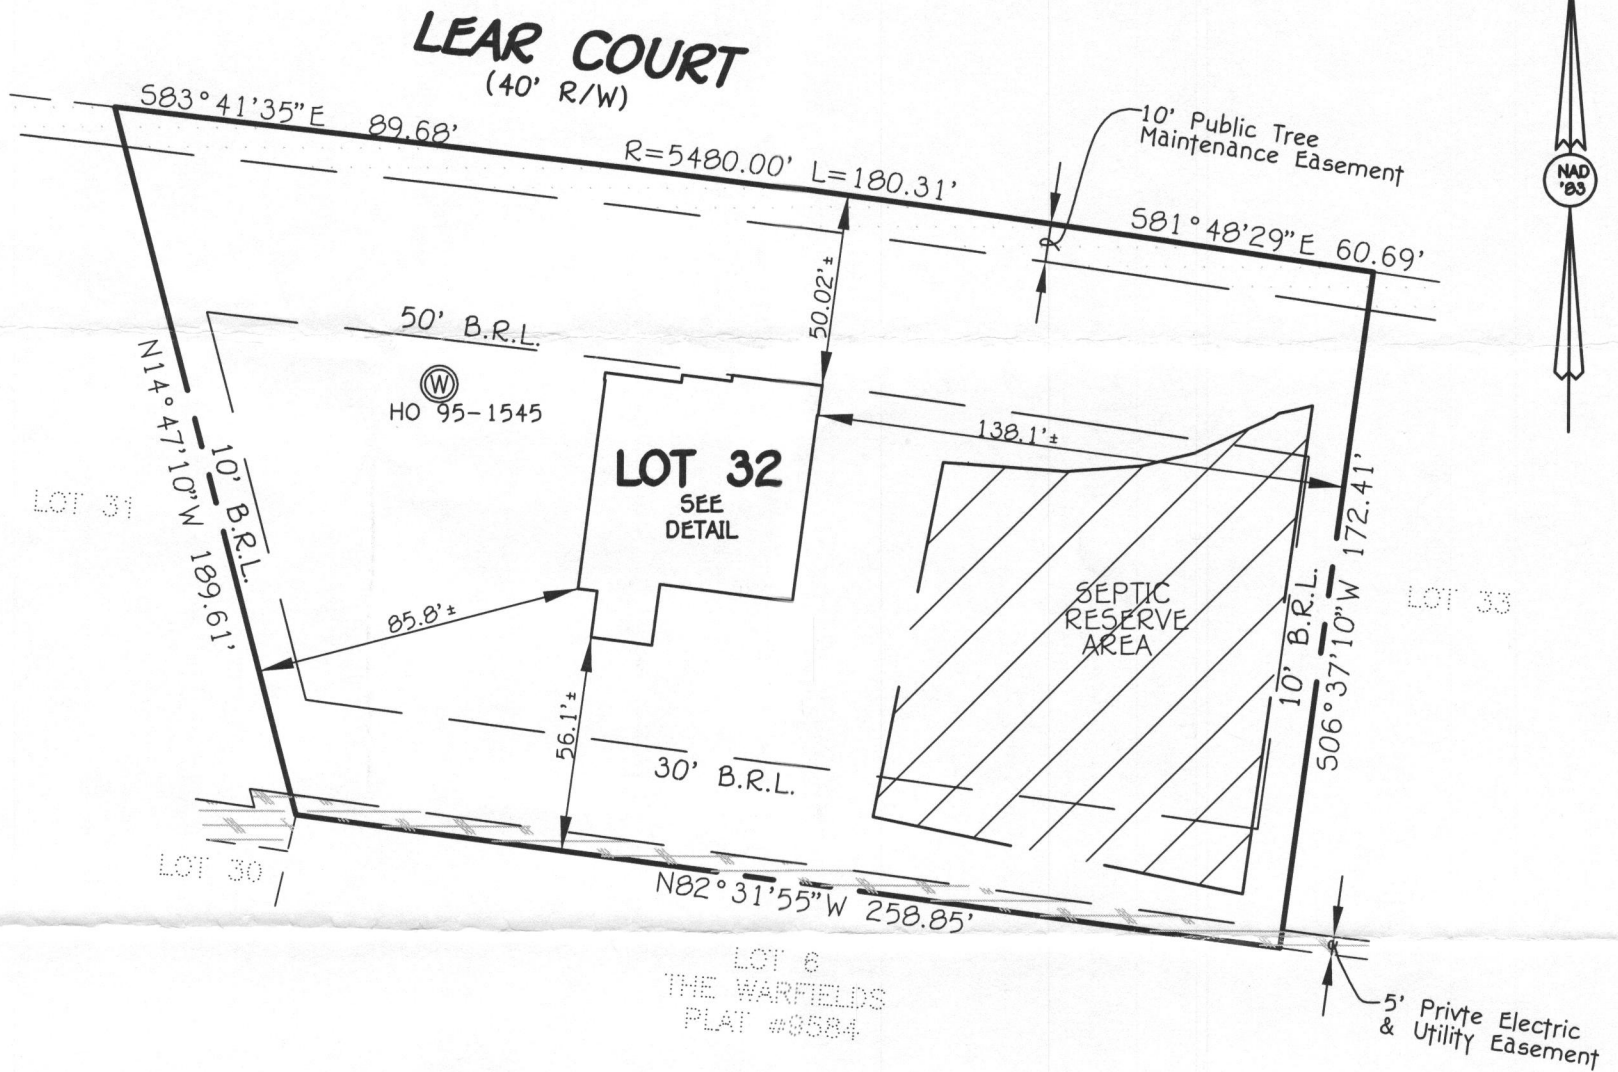 LEAR COURT
(40' R/W)
S83°41'35"E 89.68'
R=5480.00' L=180.31'
10' Public Tree
Maintenance Easement
S81°48'29"E 60.69'
NAD
'83
50.02'±
50' B.R.L.
W
HO 95-1545
138.1'±
LOT 32
SEE
DETAIL
N14°47'10"W 189.61'
10' B.R.L.
LOT 31
85.8'±
56.1'±
SEPTIC
RESERVE
AREA
10' B.R.L.
S06°37'10"W 172.41'
LOT 33
30' B.R.L.
LOT 30
N82°31'55"W 258.85'
LOT 6
THE WARFIELDS
PLAT #9584
5' Privte Electric
& Utility Easement